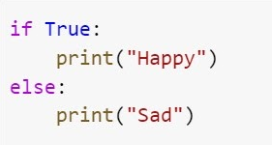 if True:
    print("Happy")
else:
    print("Sad")